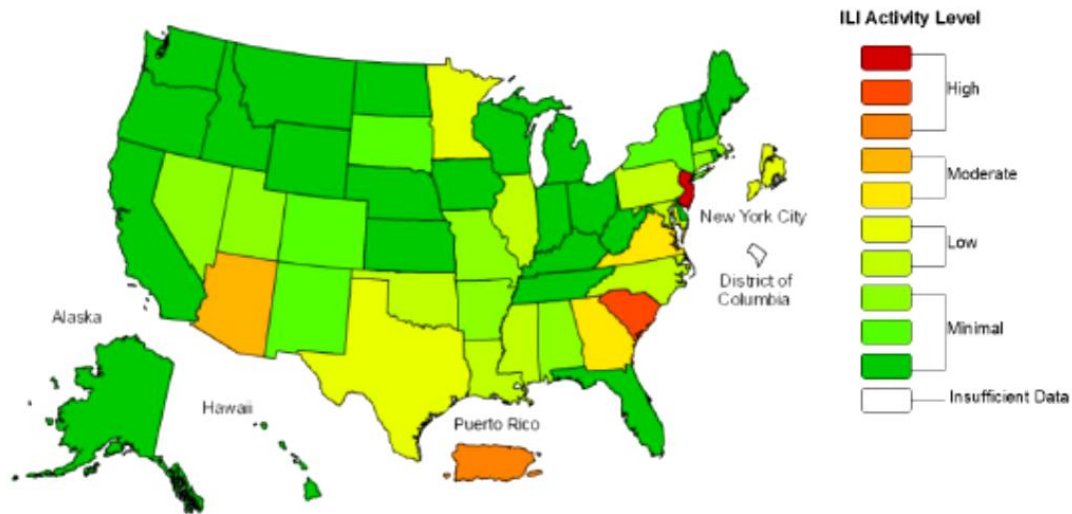 ILI Activity Level
High
Moderate
Low
Minimal
Insufficient Data
New York City
District of
Columbia
Alaska
Hawaii
Puerto Rico